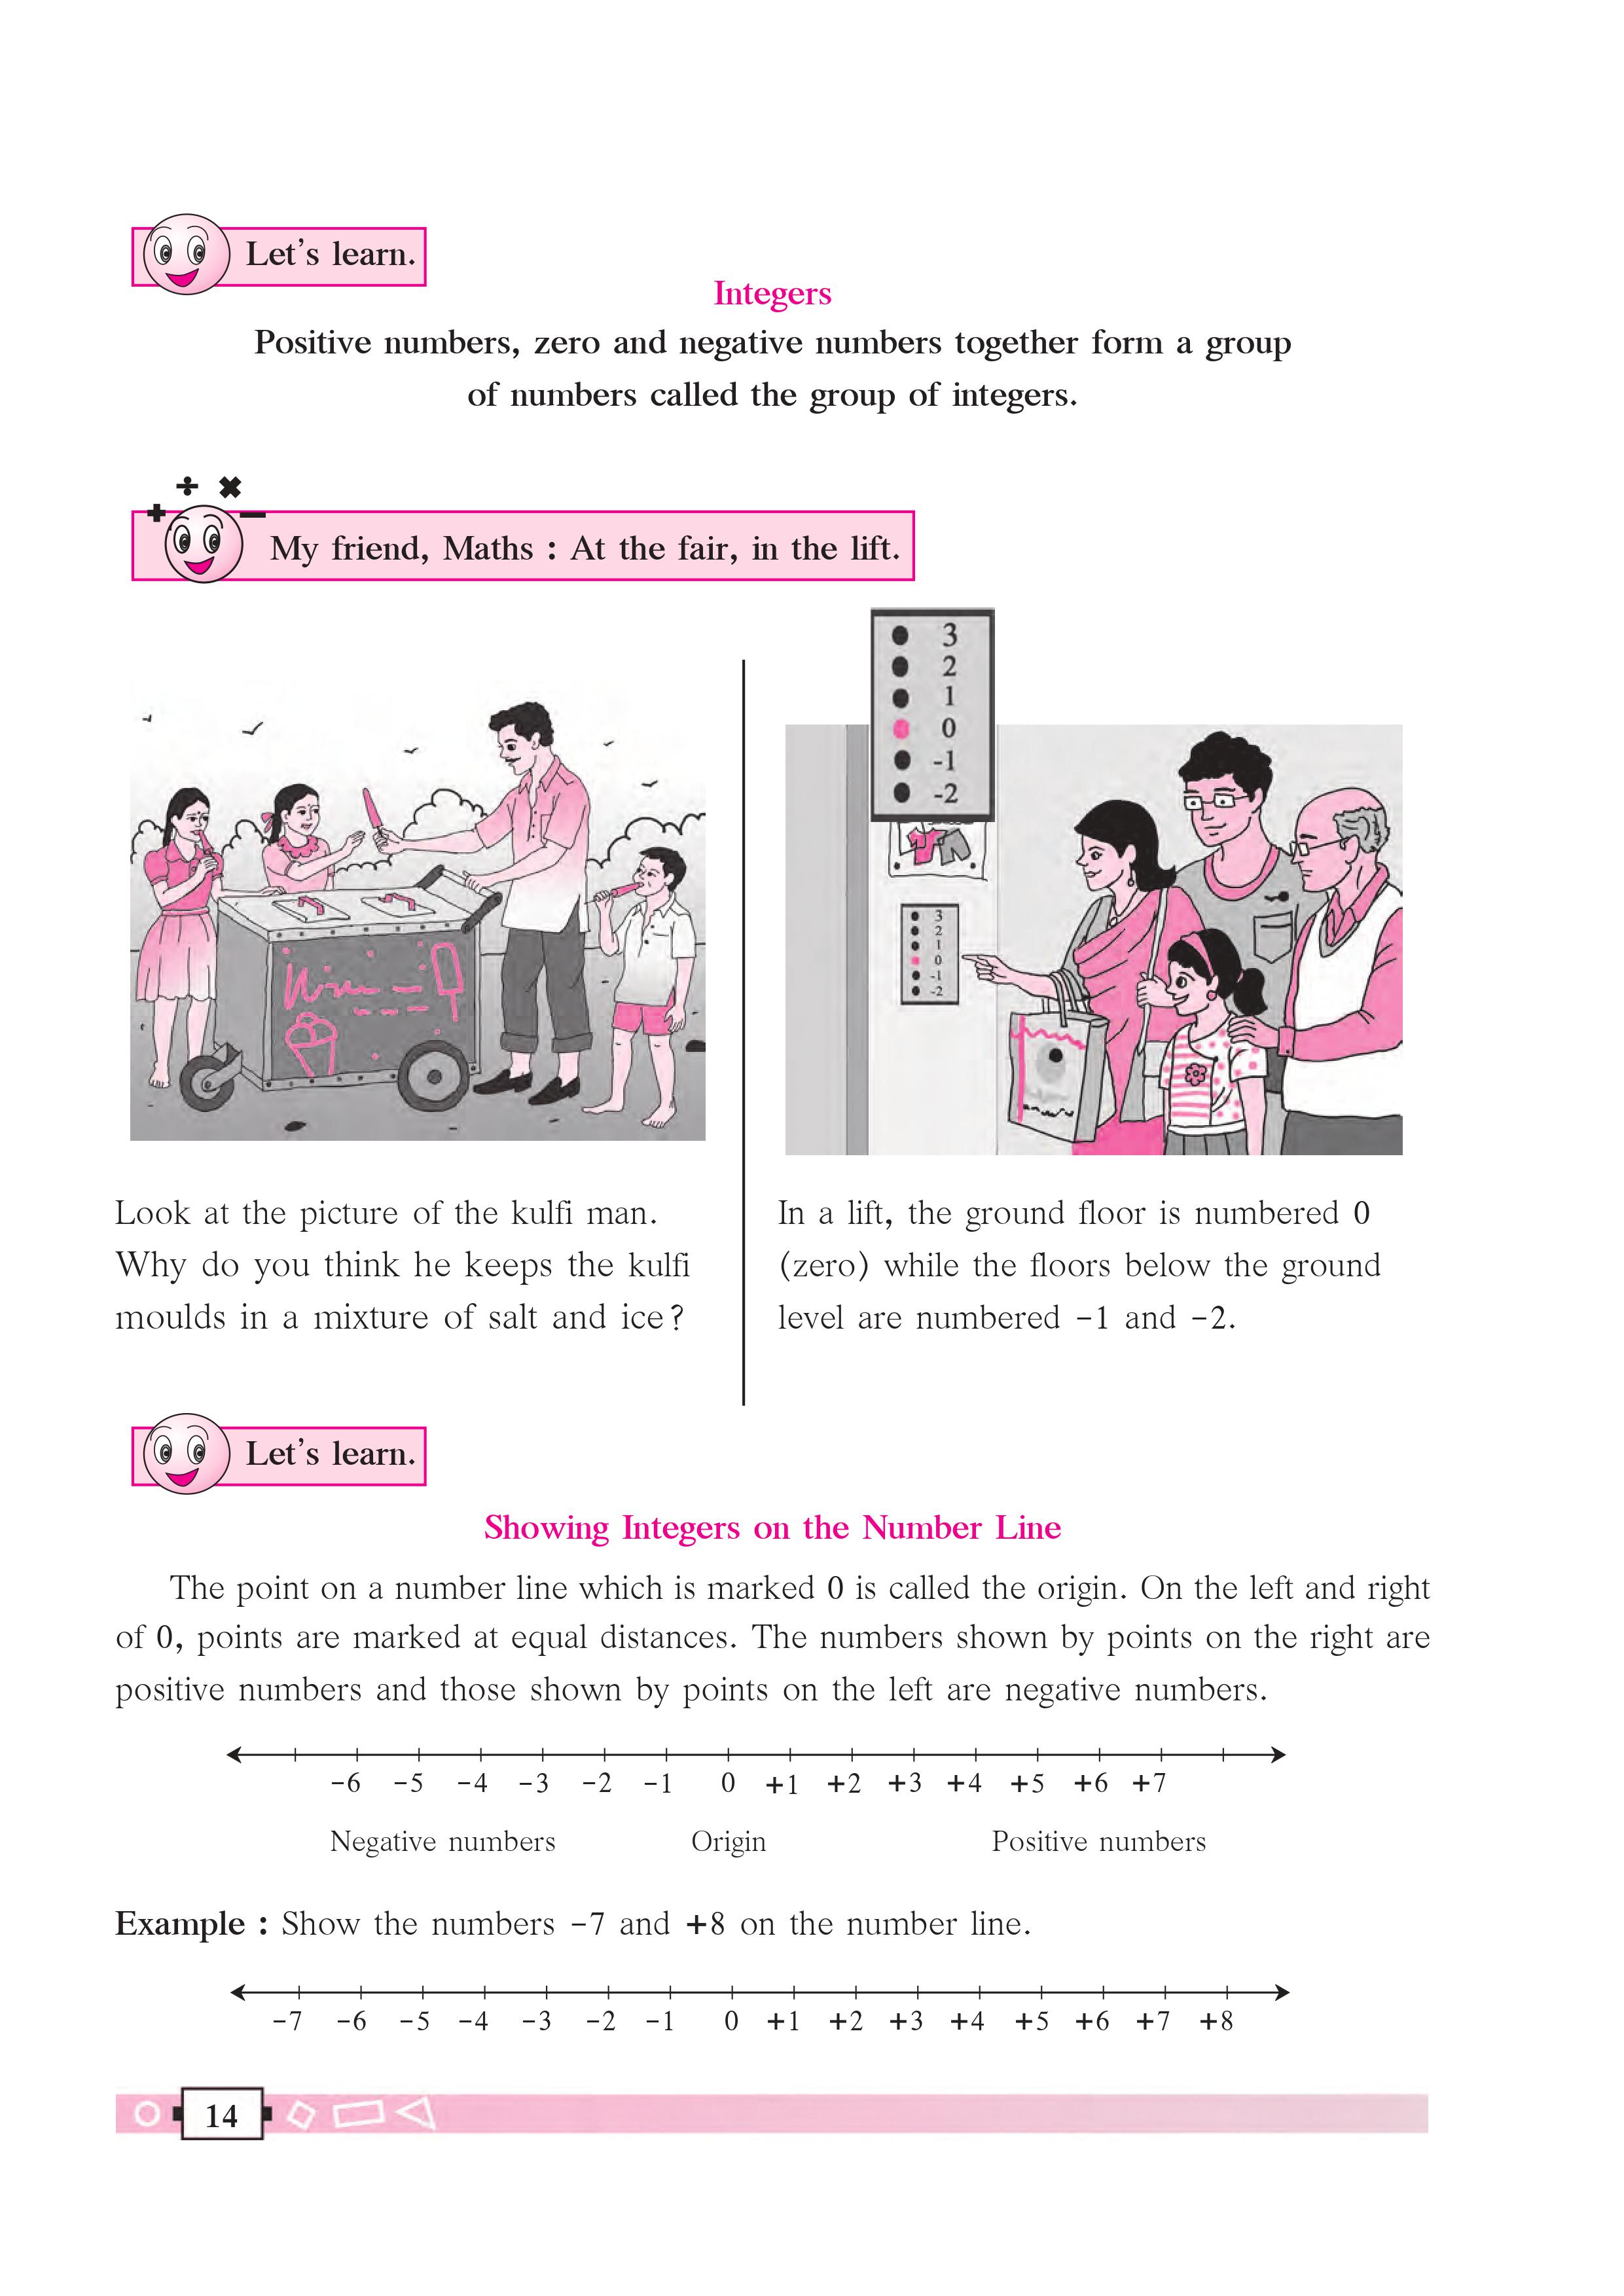 Let's learn.
Integers
Positive numbers, zero and negative numbers together form a group
of numbers called the group of integers.
÷ ×
+ −
My friend, Maths : At the fair, in the lift.
3
2
1
0
-1
-2
3
2
1
0
-1
-2
Look at the picture of the kulfi man.
Why do you think he keeps the kulfi
moulds in a mixture of salt and ice?
In a lift, the ground floor is numbered 0
(zero) while the floors below the ground
level are numbered -1 and -2.
Let's learn.
Showing Integers on the Number Line
The point on a number line which is marked 0 is called the origin. On the left and right
of 0, points are marked at equal distances. The numbers shown by points on the right are
positive numbers and those shown by points on the left are negative numbers.
-6 -5 -4 -3 -2 -1 0 +1 +2 +3 +4 +5 +6 +7
Negative numbers Origin Positive numbers
Example : Show the numbers -7 and +8 on the number line.
-7 -6 -5 -4 -3 -2 -1 0 +1 +2 +3 +4 +5 +6 +7 +8
14